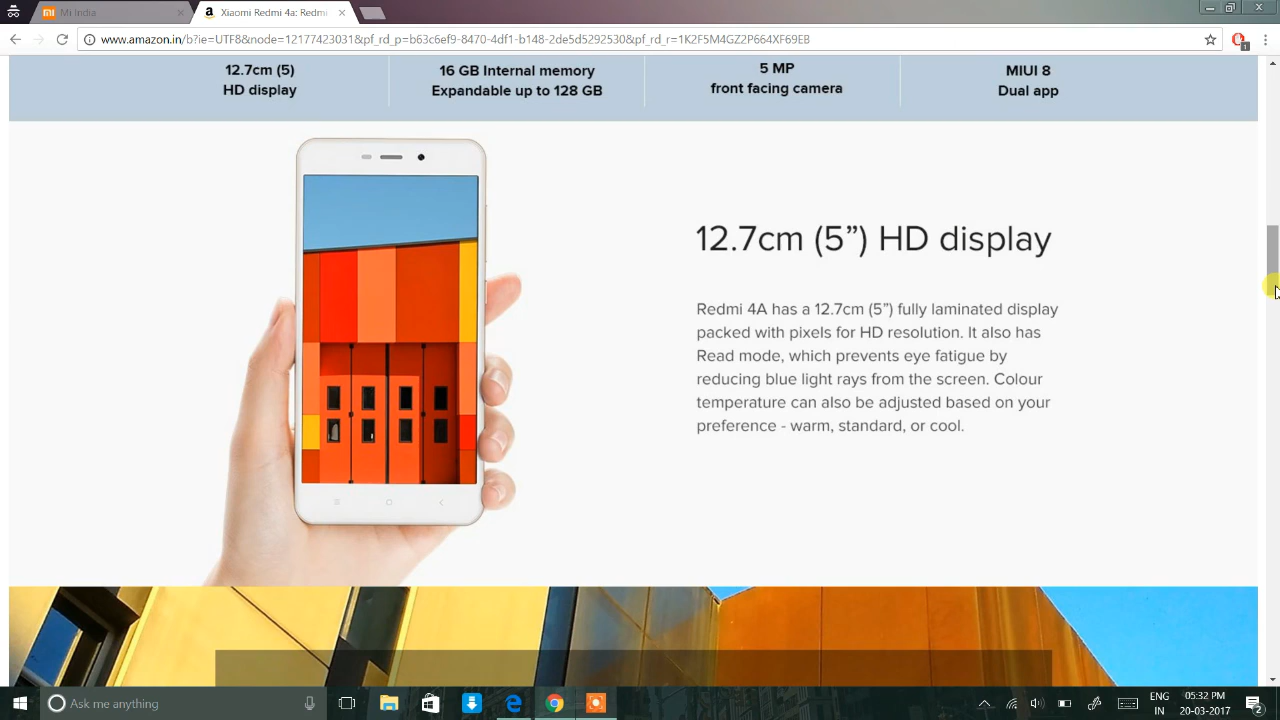 Mi India
Xiaomi Redmi 4a: Redmi
www.amazon.in/b?ie=UTF8&node=12177423031&pf_rd_p=b63c6ef9-8470-4df1-b148-2de5d5292530&pf_rd_r=1K2F5M4GZ2P664XF69EB
12.7cm (5)
HD display
16 GB Internal memory
Expandable up to 128 GB
5 MP
front facing camera
MIUI 8
Dual app
12.7cm (5”) HD display
Redmi 4A has a 12.7cm (5”) fully laminated display
packed with pixels for HD resolution. It also has
Read mode, which prevents eye fatigue by
reducing blue light rays from the screen. Colour
temperature can also be adjusted based on your
preference - warm, standard, or cool.
Ask me anything
ENG
IN
05:32 PM
20-03-2017
2